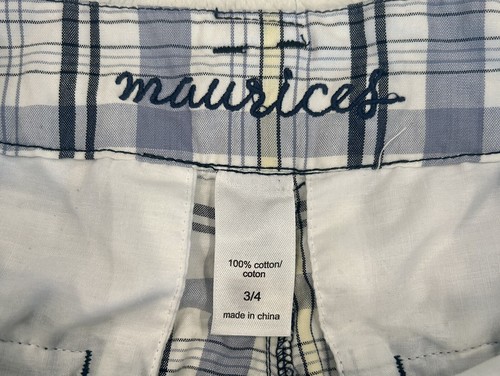 maurices
100% cotton/
coton
3/4
made in china